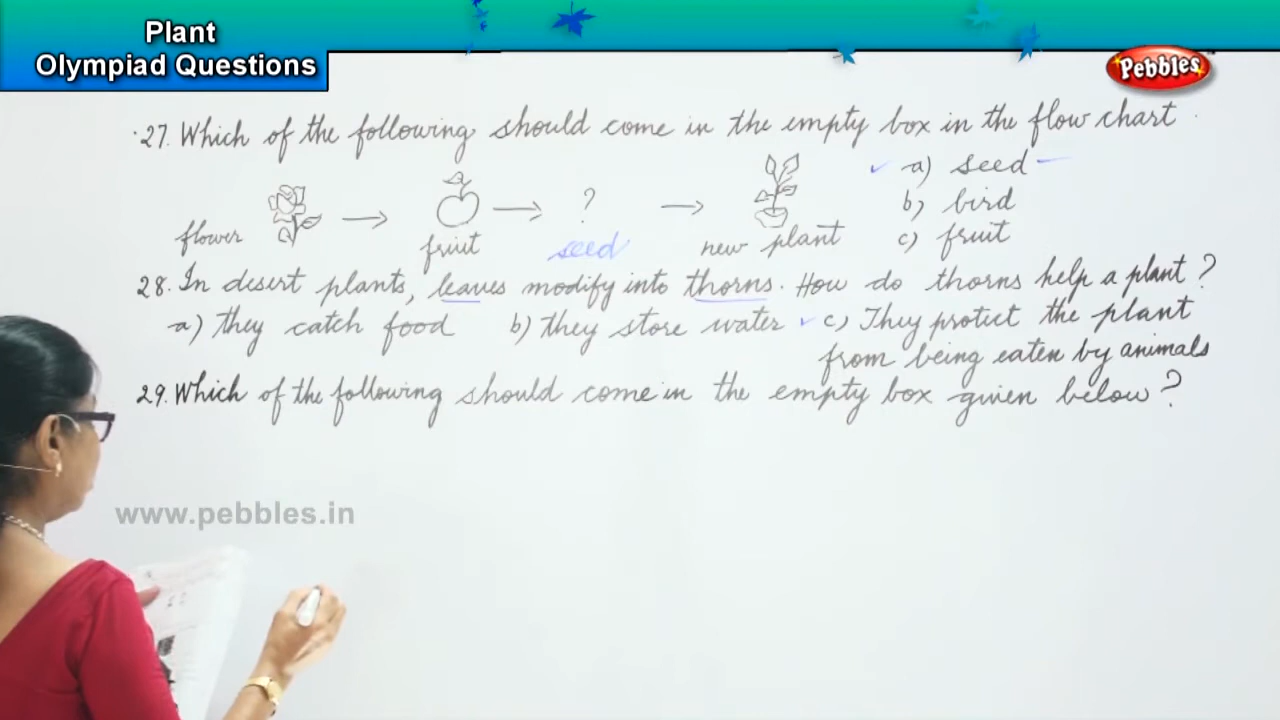 Plant
Olympiad Questions
Pebbles
27. Which of the following should come in the empty box in the flow chart
a) seed
b) bird
c) fruit
flower
fruit
?
seed
new plant
28. In desert plants, leaves modify into thorns. How do thorns help a plant?
a) they catch food b) they store water c) They protect the plant
from being eaten by animals
29. Which of the following should come in the empty box given below?
www.pebbles.in